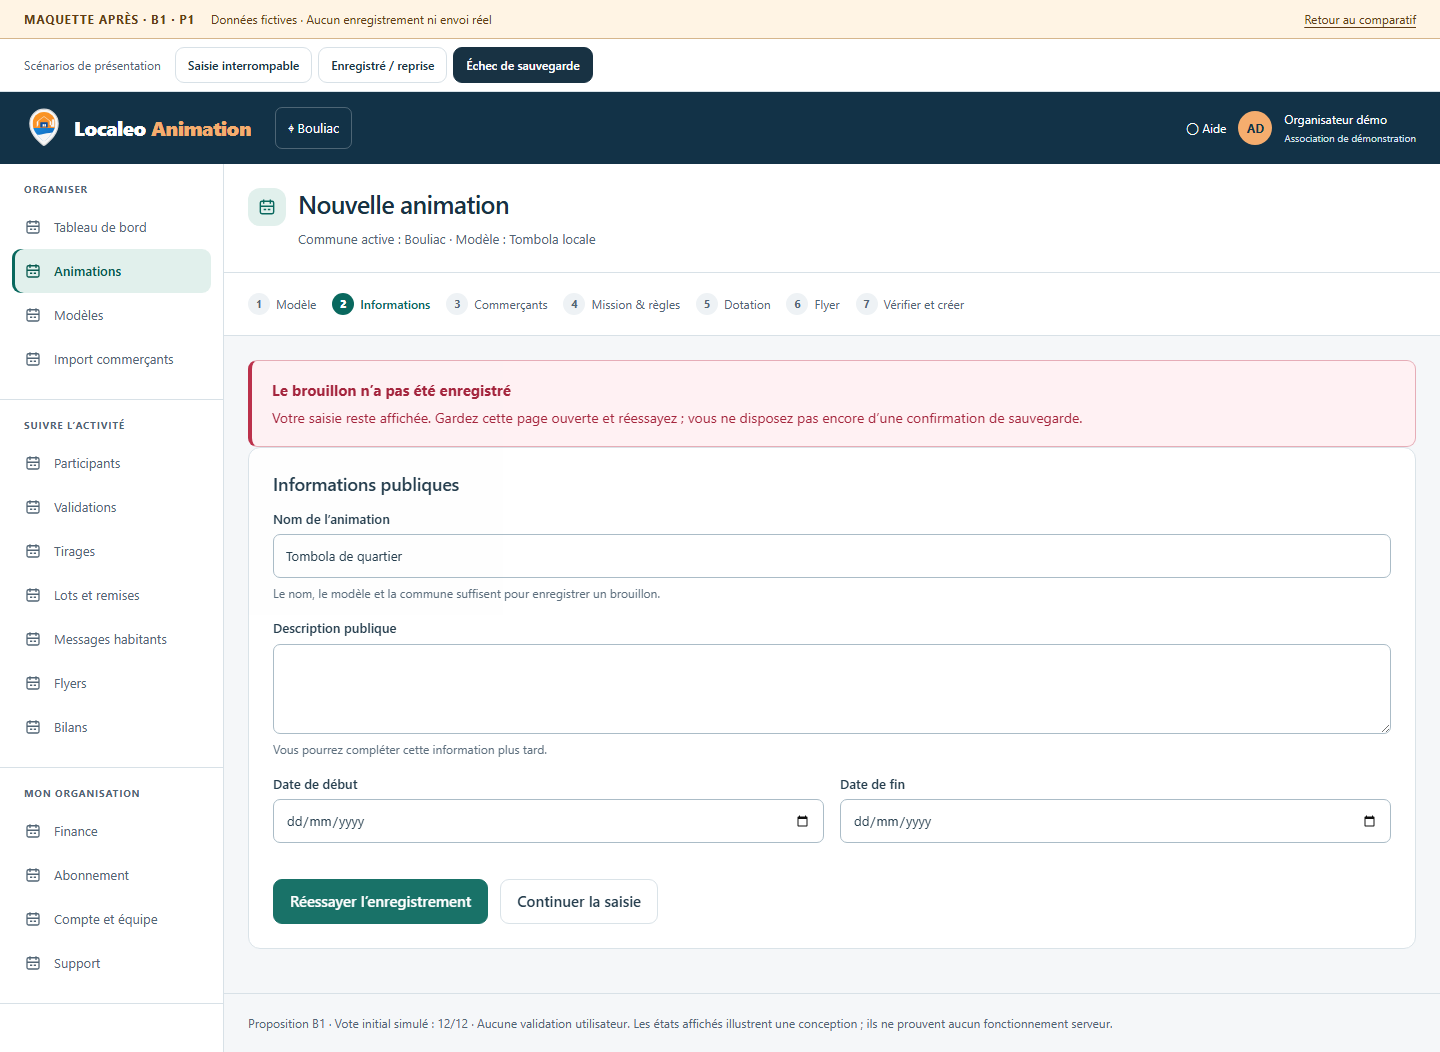 MAQUETTE APRÈS · B1 · P1 Données fictives · Aucun enregistrement ni envoi réel Retour au comparatif
Scénarios de présentation Saisie interrompable Enregistré / reprise Échec de sauvegarde
Localeo Animation Bouliac Aide AD Organisateur démo
Association de démonstration
ORGANISER
Tableau de bord
Animations
Modèles
Import commerçants
SUIVRE L’ACTIVITÉ
Participants
Validations
Tirages
Lots et remises
Messages habitants
Flyers
Bilans
MON ORGANISATION
Finance
Abonnement
Compte et équipe
Support
Nouvelle animation
Commune active : Bouliac · Modèle : Tombola locale
1 Modèle 2 Informations 3 Commerçants 4 Mission & règles 5 Dotation 6 Flyer 7 Vérifier et créer
Le brouillon n’a pas été enregistré
Votre saisie reste affichée. Gardez cette page ouverte et réessayez ; vous ne disposez pas encore d’une confirmation de sauvegarde.
Informations publiques
Nom de l’animation
Tombola de quartier
Le nom, le modèle et la commune suffisent pour enregistrer un brouillon.
Description publique
Vous pourrez compléter cette information plus tard.
Date de début Date de fin
dd/mm/yyyy dd/mm/yyyy
Réessayer l’enregistrement Continuer la saisie
Proposition B1 · Vote initial simulé : 12/12 · Aucune validation utilisateur. Les états affichés illustrent une conception ; ils ne prouvent aucun fonctionnement serveur.